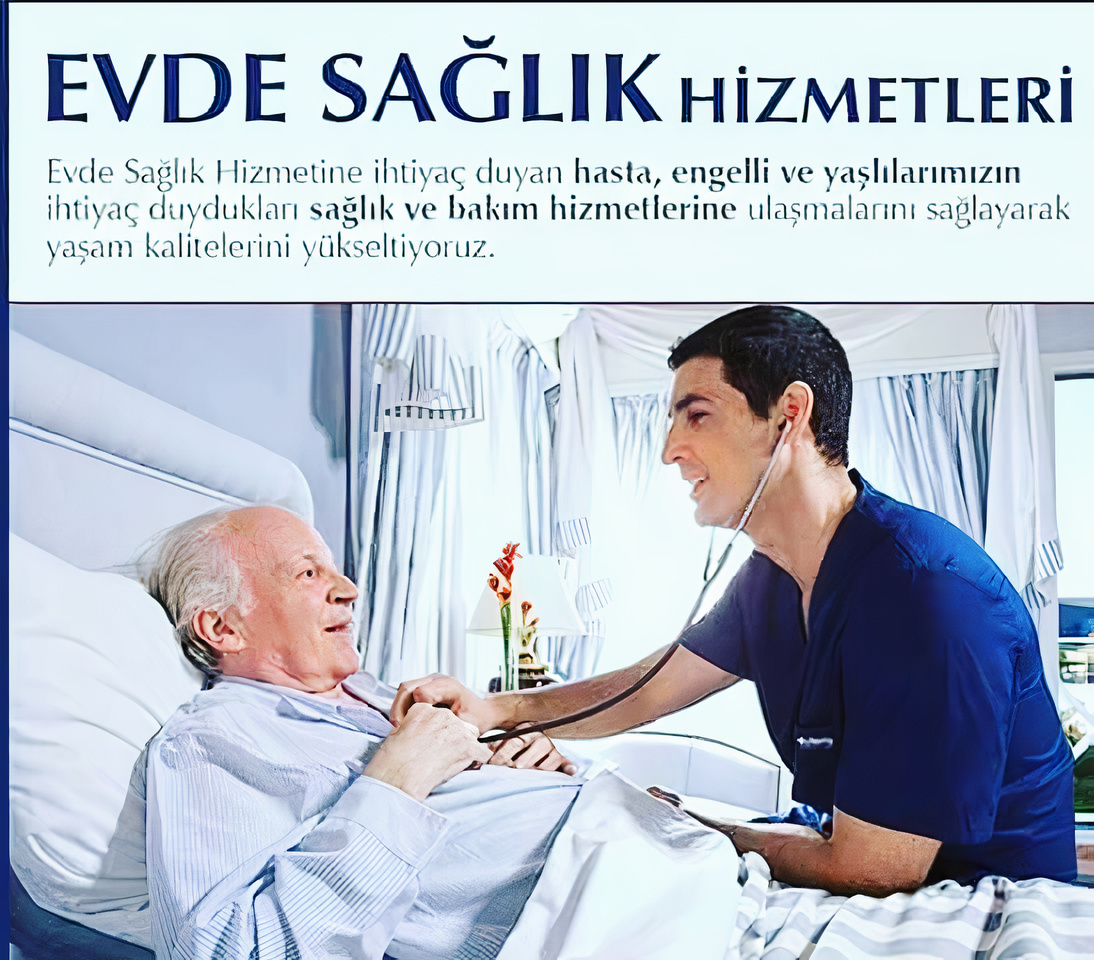 EVDE SAĞLIK HİZMETLERİ
Evde Sağlık Hizmetine ihtiyaç duyan hasta, engelli ve yaşlılarımızın
ihtiyaç duydukları sağlık ve bakım hizmetlerine ulaşmalarını sağlayarak
yaşam kalitelerini yükseltiyoruz.